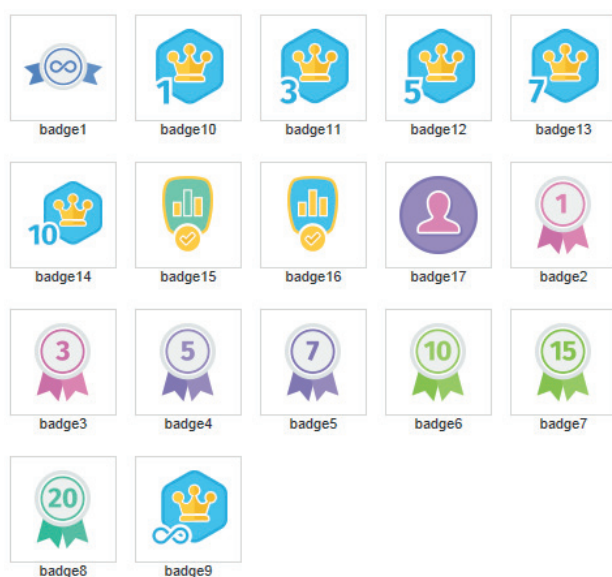 badge1
1
badge10
3
badge11
5
badge12
7
badge13
10
badge14
badge15
badge16
badge17
1
badge2
3
badge3
5
badge4
7
badge5
10
badge6
15
badge7
20
badge8
badge9